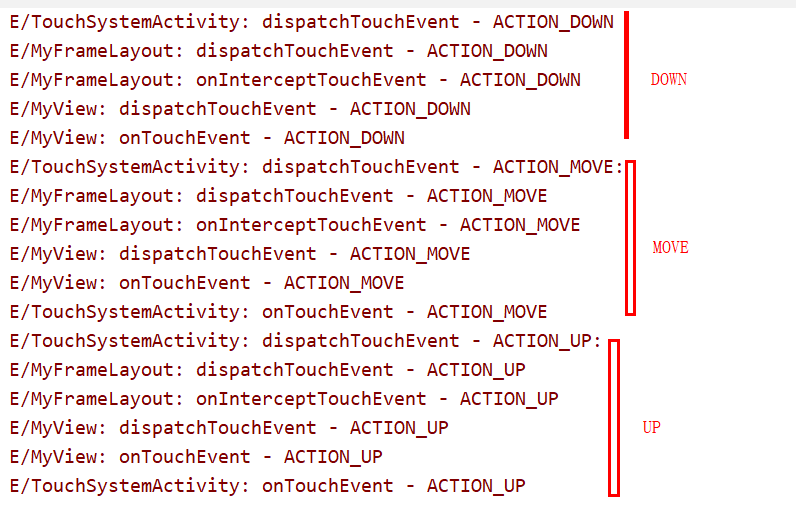 E/TouchSystemActivity: dispatchTouchEvent - ACTION_DOWN
E/MyFrameLayout: dispatchTouchEvent - ACTION_DOWN
E/MyFrameLayout: onInterceptTouchEvent - ACTION_DOWN
DOWN
E/MyView: dispatchTouchEvent - ACTION_DOWN
E/MyView: onTouchEvent - ACTION_DOWN
E/TouchSystemActivity: dispatchTouchEvent - ACTION_MOVE:
E/MyFrameLayout: dispatchTouchEvent - ACTION_MOVE
E/MyFrameLayout: onInterceptTouchEvent - ACTION_MOVE
MOVE
E/MyView: dispatchTouchEvent - ACTION_MOVE
E/MyView: onTouchEvent - ACTION_MOVE
E/TouchSystemActivity: onTouchEvent - ACTION_MOVE
E/TouchSystemActivity: dispatchTouchEvent - ACTION_UP:
E/MyFrameLayout: dispatchTouchEvent - ACTION_UP
E/MyFrameLayout: onInterceptTouchEvent - ACTION_UP
E/MyView: dispatchTouchEvent - ACTION_UP
UP
E/MyView: onTouchEvent - ACTION_UP
E/TouchSystemActivity: onTouchEvent - ACTION_UP